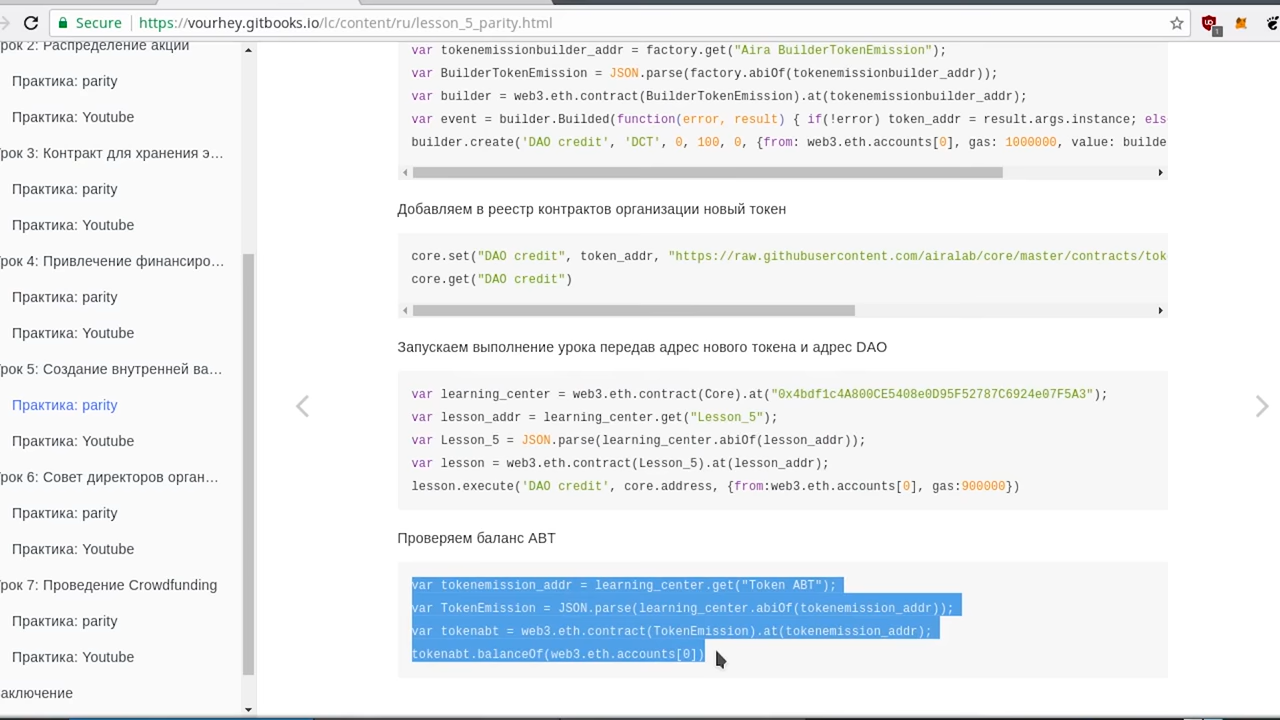 Secure https://vourhey.gitbooks.io/lc/content/ru/lesson_5_parity.html
1
рок 2: Распределение акций
Практика: parity
Практика: Youtube
рок 3: Контракт для хранения э…
Практика: parity
Практика: Youtube
рок 4: Привлечение финансиро…
Практика: parity
Практика: Youtube
рок 5: Создание внутренней ва…
Практика: parity
Практика: Youtube
рок 6: Совет директоров орган…
Практика: parity
Практика: Youtube
рок 7: Проведение Crowdfunding
Практика: parity
Практика: Youtube
аключение
var tokenemissionbuilder_addr = factory.get("Aira BuilderTokenEmission");
var BuilderTokenEmission = JSON.parse(factory.abiOf(tokenemissionbuilder_addr));
var builder = web3.eth.contract(BuilderTokenEmission).at(tokenemissionbuilder_addr);
var event = builder.Builded(function(error, result) { if(!error) token_addr = result.args.instance; els
builder.create('DAO credit', 'DCT', 0, 100, 0, {from: web3.eth.accounts[0], gas: 1000000, value: builde
Добавляем в реестр контрактов организации новый токен
core.set("DAO credit", token_addr, "https://raw.githubusercontent.com/airalab/core/master/contracts/tok
core.get("DAO credit")
Запускаем выполнение урока передав адрес нового токена и адрес DAO
var learning_center = web3.eth.contract(Core).at("0x4bdf1c4A800CE5408e0D95F52787C6924e07F5A3");
var lesson_addr = learning_center.get("Lesson_5");
var Lesson_5 = JSON.parse(learning_center.abiOf(lesson_addr));
var lesson = web3.eth.contract(Lesson_5).at(lesson_addr);
lesson.execute('DAO credit', core.address, {from:web3.eth.accounts[0], gas:900000})
Проверяем баланс ABT
var tokenemission_addr = learning_center.get("Token ABT");
var TokenEmission = JSON.parse(learning_center.abiOf(tokenemission_addr));
var tokenabt = web3.eth.contract(TokenEmission).at(tokenemission_addr);
tokenabt.balanceOf(web3.eth.accounts[0])